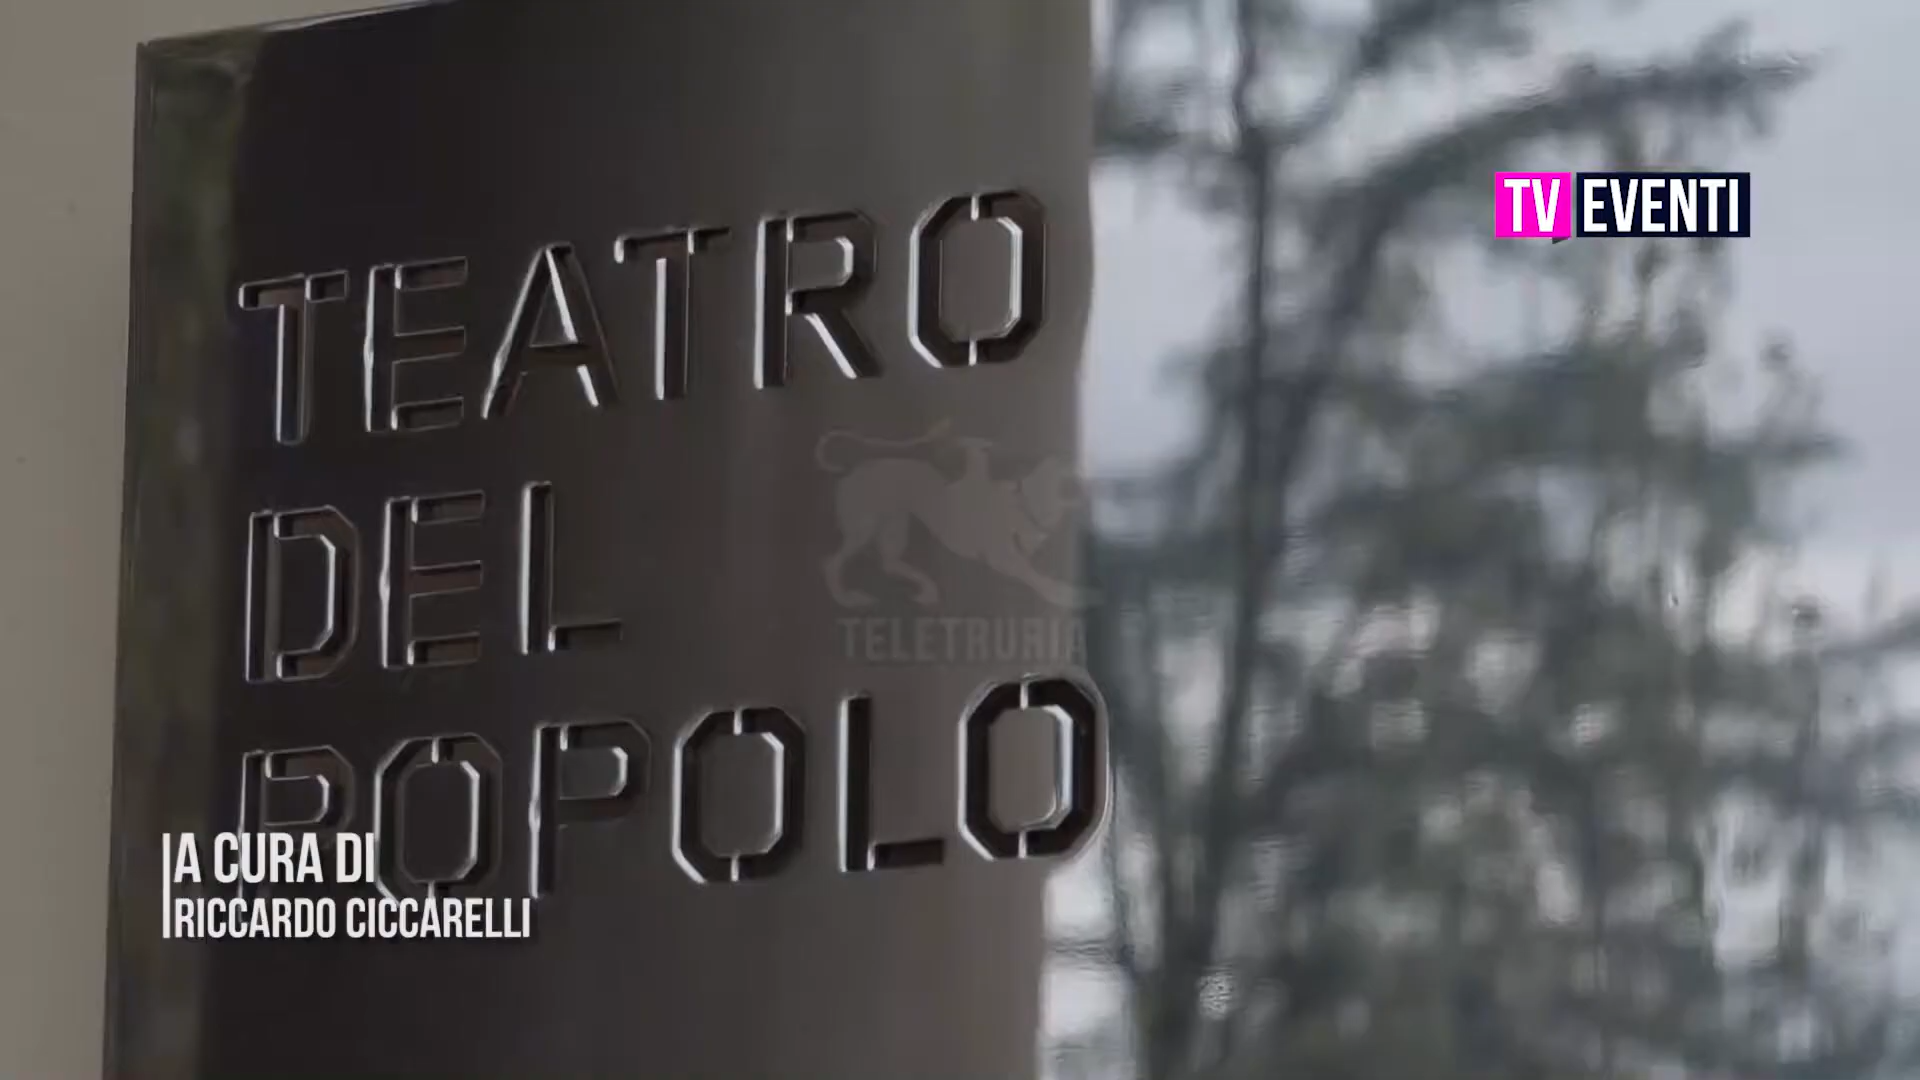 TV EVENTI
TEATRO
DEL
POPOLO
TELETRURIA
A CURA DI
RICCARDO CICCARELLI